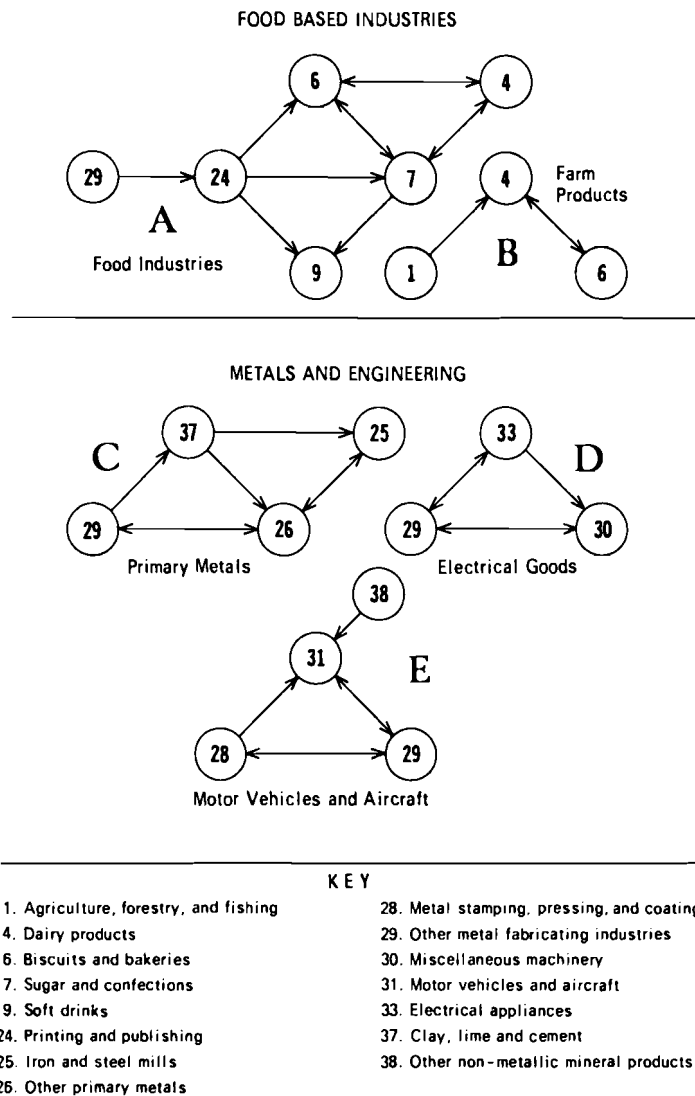 FOOD BASED INDUSTRIES
6
4
29
24
7
4
Farm
Products
A
B
Food Industries
9
1
6
METALS AND ENGINEERING
37
25
33
C
D
29
26
29
30
Primary Metals
Electrical Goods
38
31
E
28
29
Motor Vehicles and Aircraft
KEY
1. Agriculture, forestry, and fishing
4. Dairy products
6. Biscuits and bakeries
7. Sugar and confections
9. Soft drinks
24. Printing and publishing
25. Iron and steel mills
26. Other primary metals
28. Metal stamping, pressing, and coating
29. Other metal fabricating industries
30. Miscellaneous machinery
31. Motor vehicles and aircraft
33. Electrical appliances
37. Clay, lime and cement
38. Other non-metallic mineral products